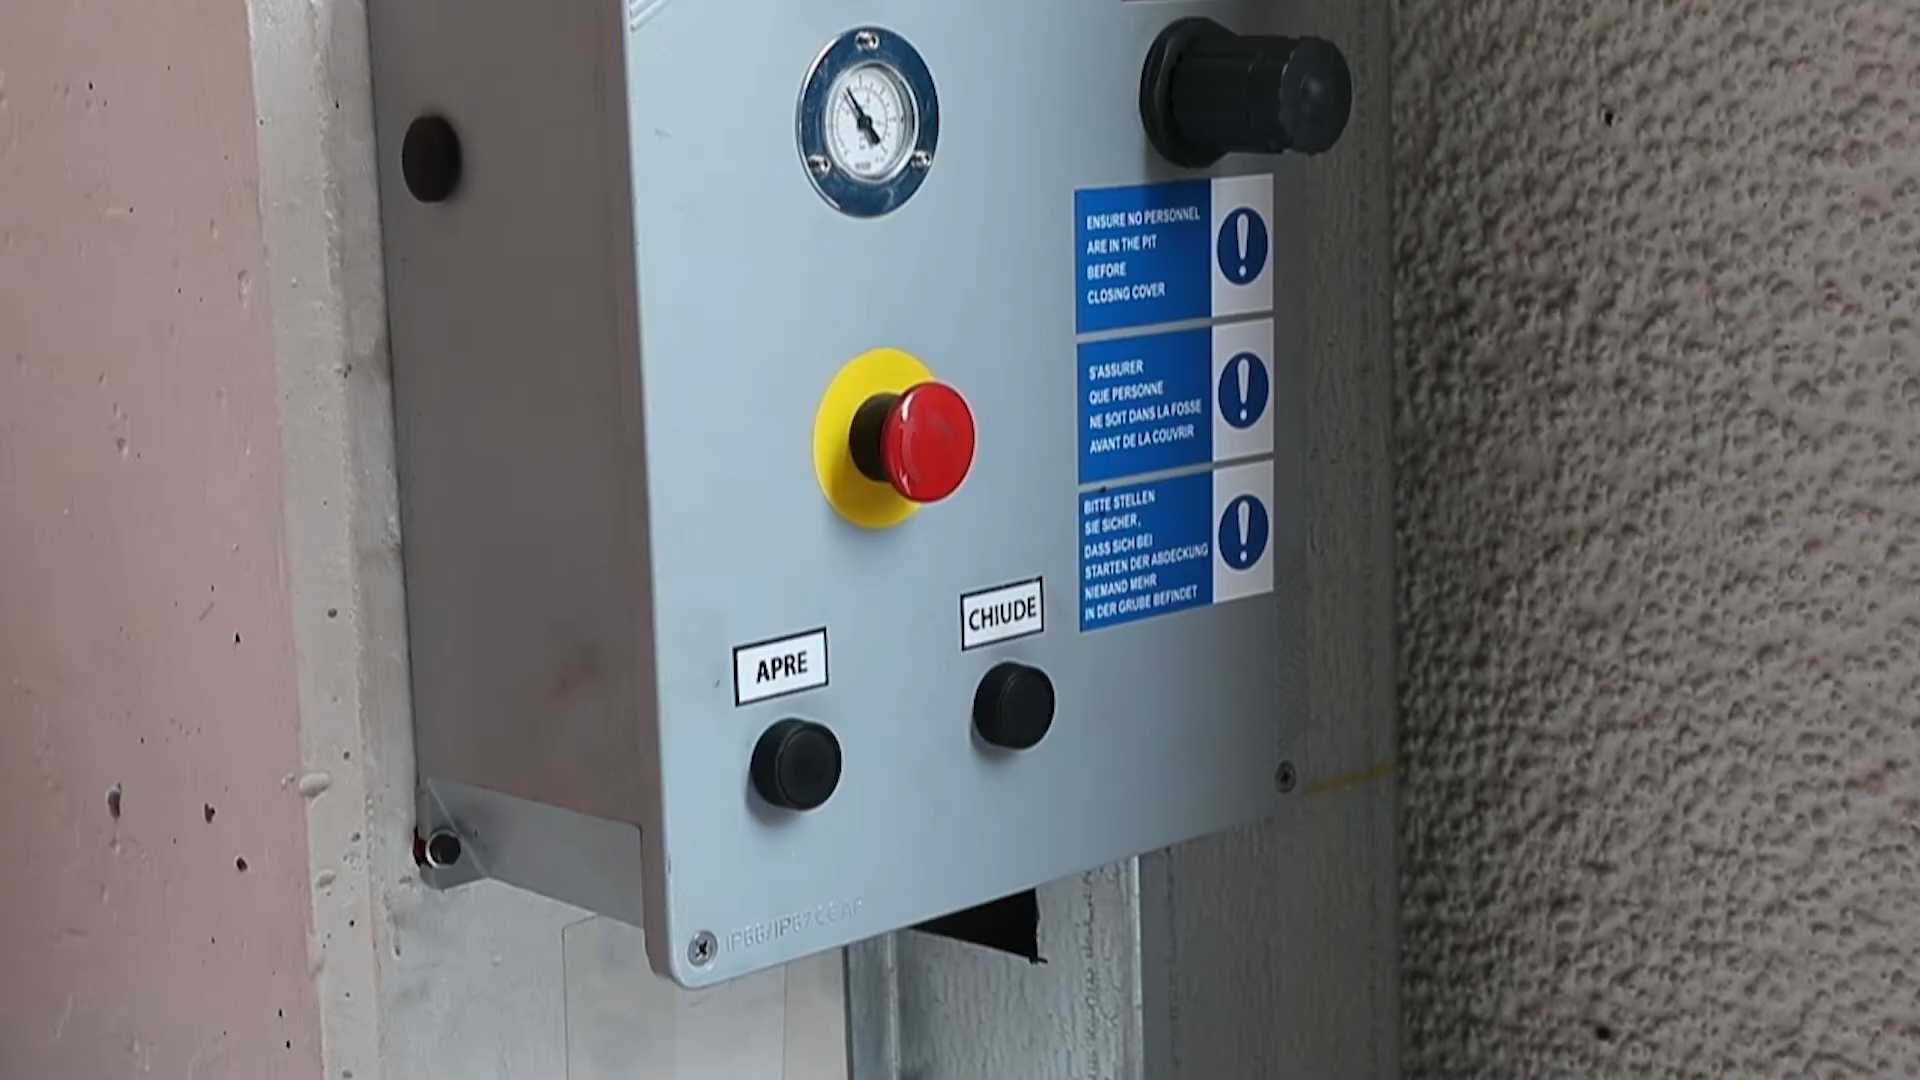 ENSURE NO PERSONNEL
ARE IN THE PIT
BEFORE
CLOSING COVER
S'ASSURER
QUE PERSONNE
NE SOIT DANS LA FOSSE
AVANT DE LA COUVRIR
BITTE STELLEN
SIE SICHER,
DASS SICH BEI
STARTEN DER ABDECKUNG
NIEMAND MEHR
IN DER GRUBE BEFINDET
CHIUDE
APRE
IP66/IP67